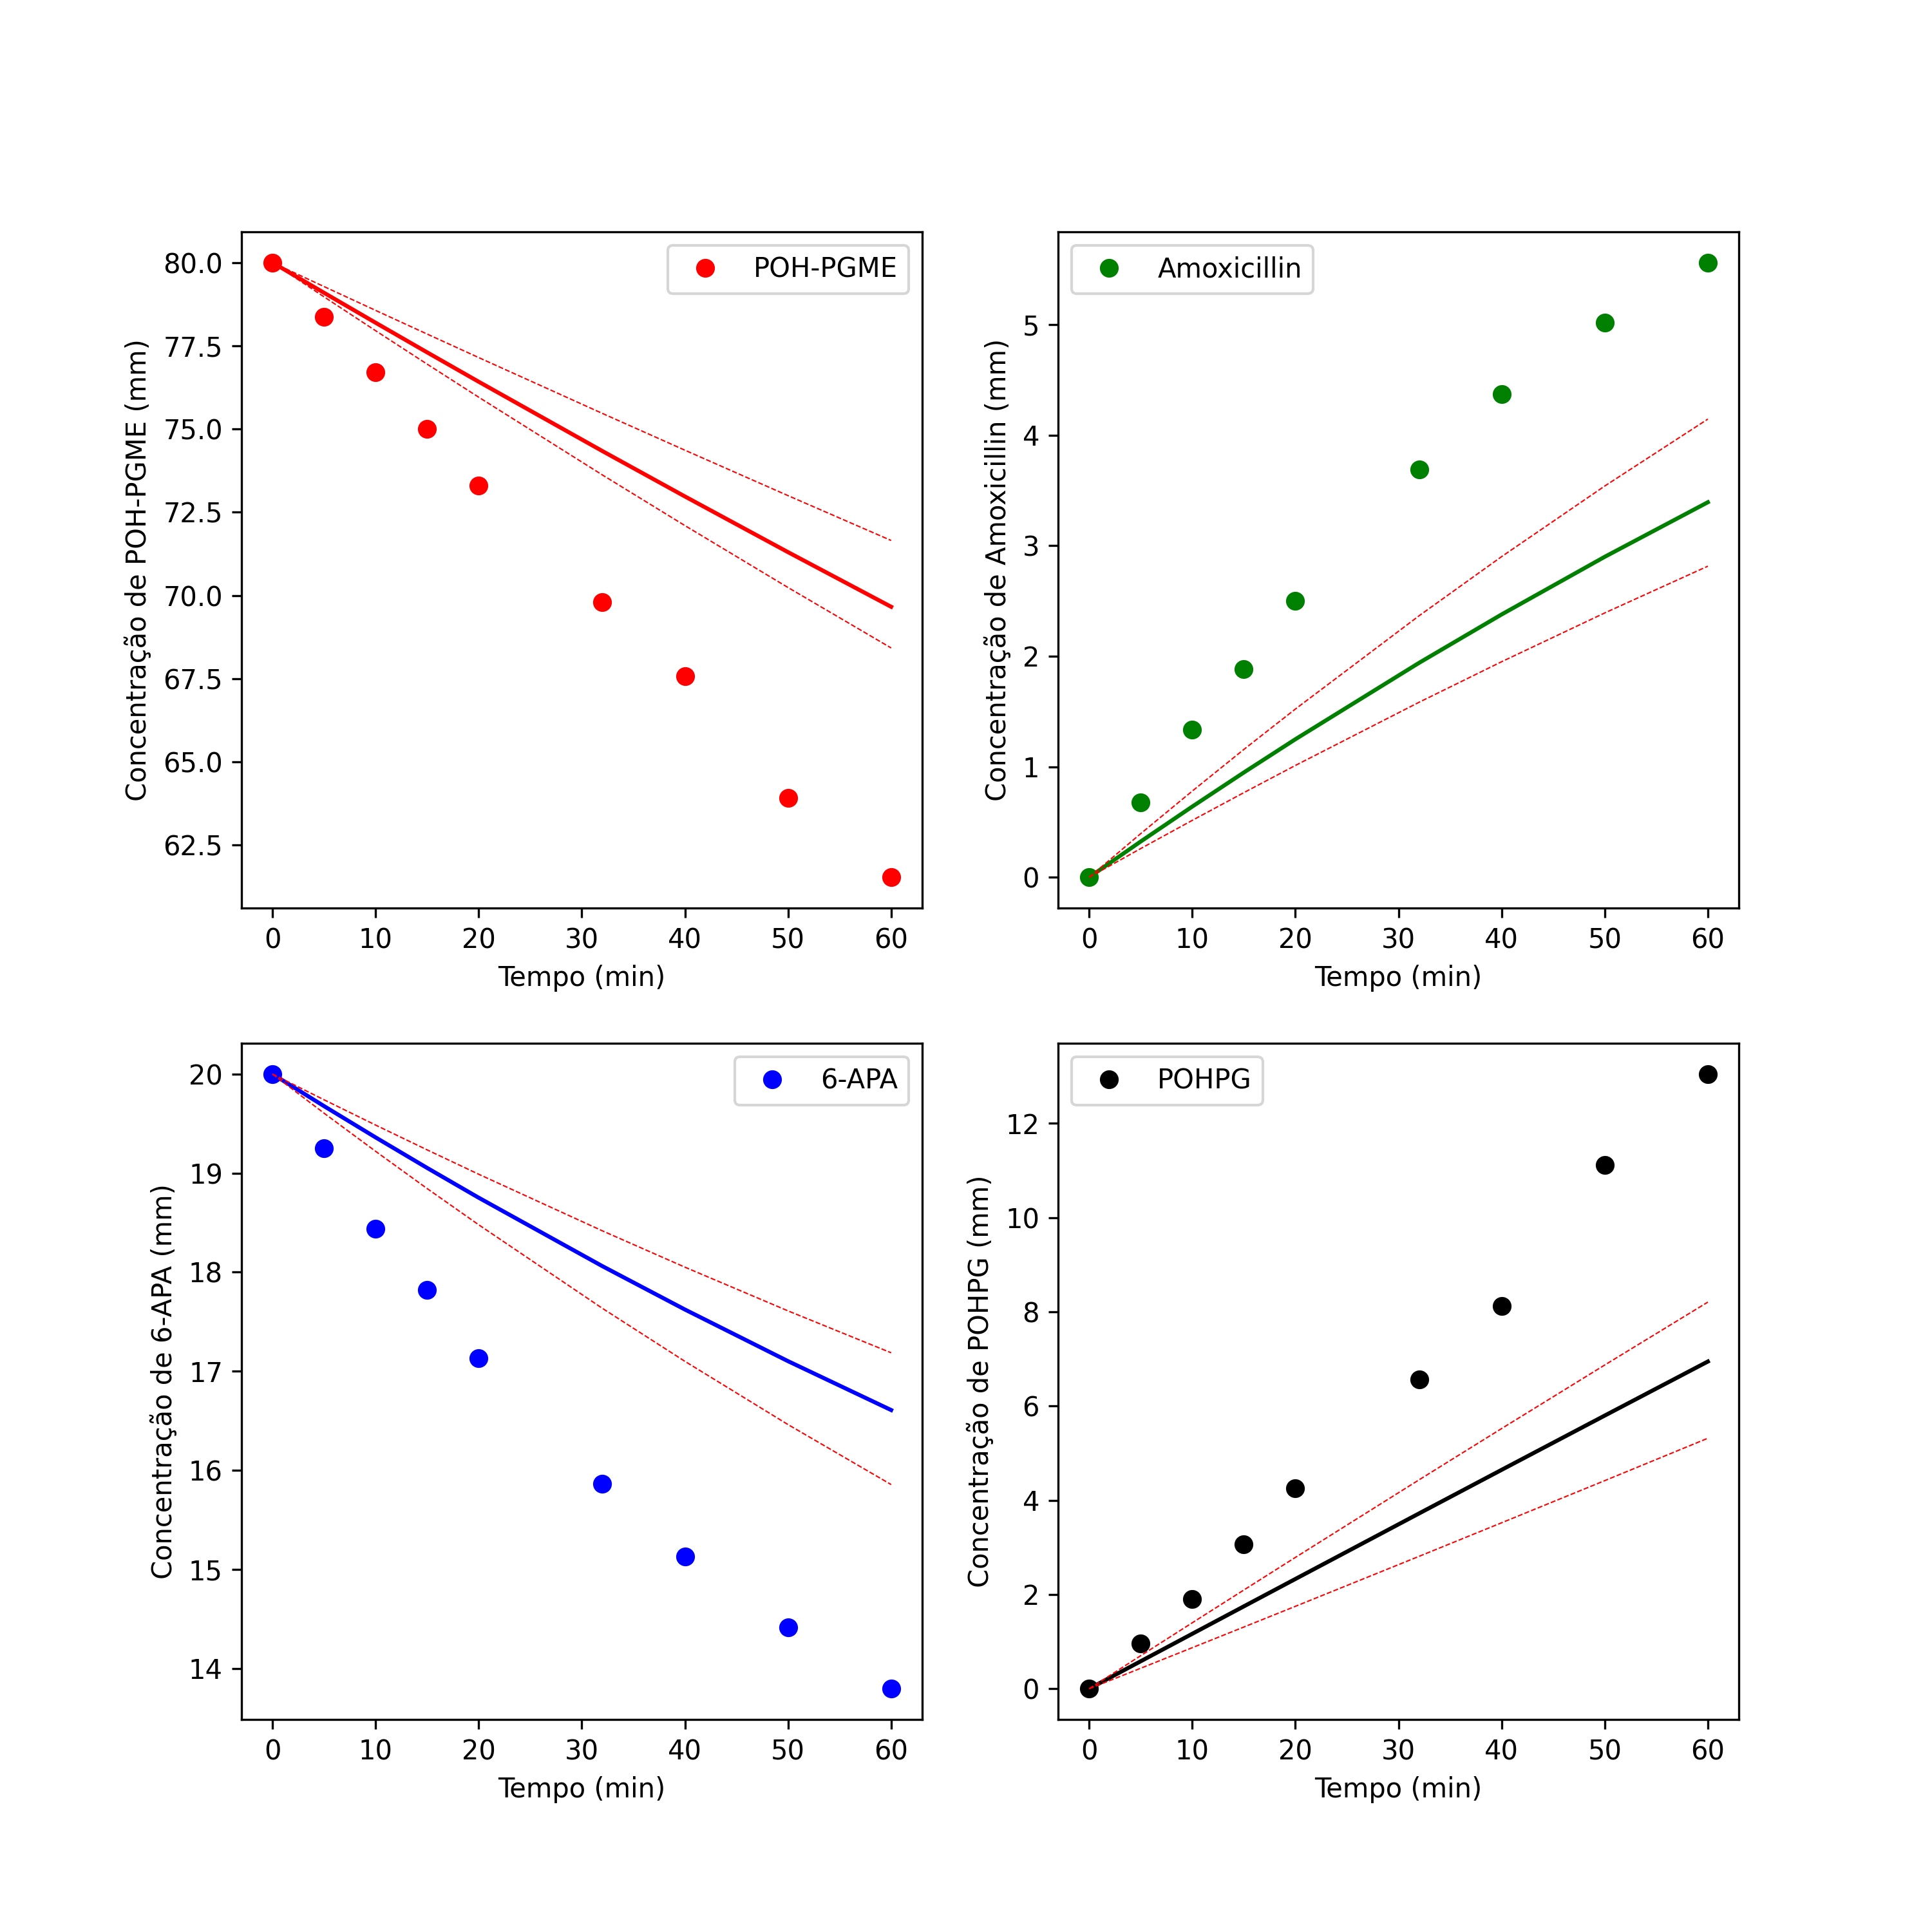 POH-PGME
80.0
77.5
75.0
72.5
70.0
67.5
65.0
62.5
Concentração de POH-PGME (mm)
0 10 20 30 40 50 60
Tempo (min)
Amoxicillin
5
4
3
2
1
0
Concentração de Amoxicillin (mm)
0 10 20 30 40 50 60
Tempo (min)
6-APA
20
19
18
17
16
15
14
Concentração de 6-APA (mm)
0 10 20 30 40 50 60
Tempo (min)
POHPG
12
10
8
6
4
2
0
Concentração de POHPG (mm)
0 10 20 30 40 50 60
Tempo (min)